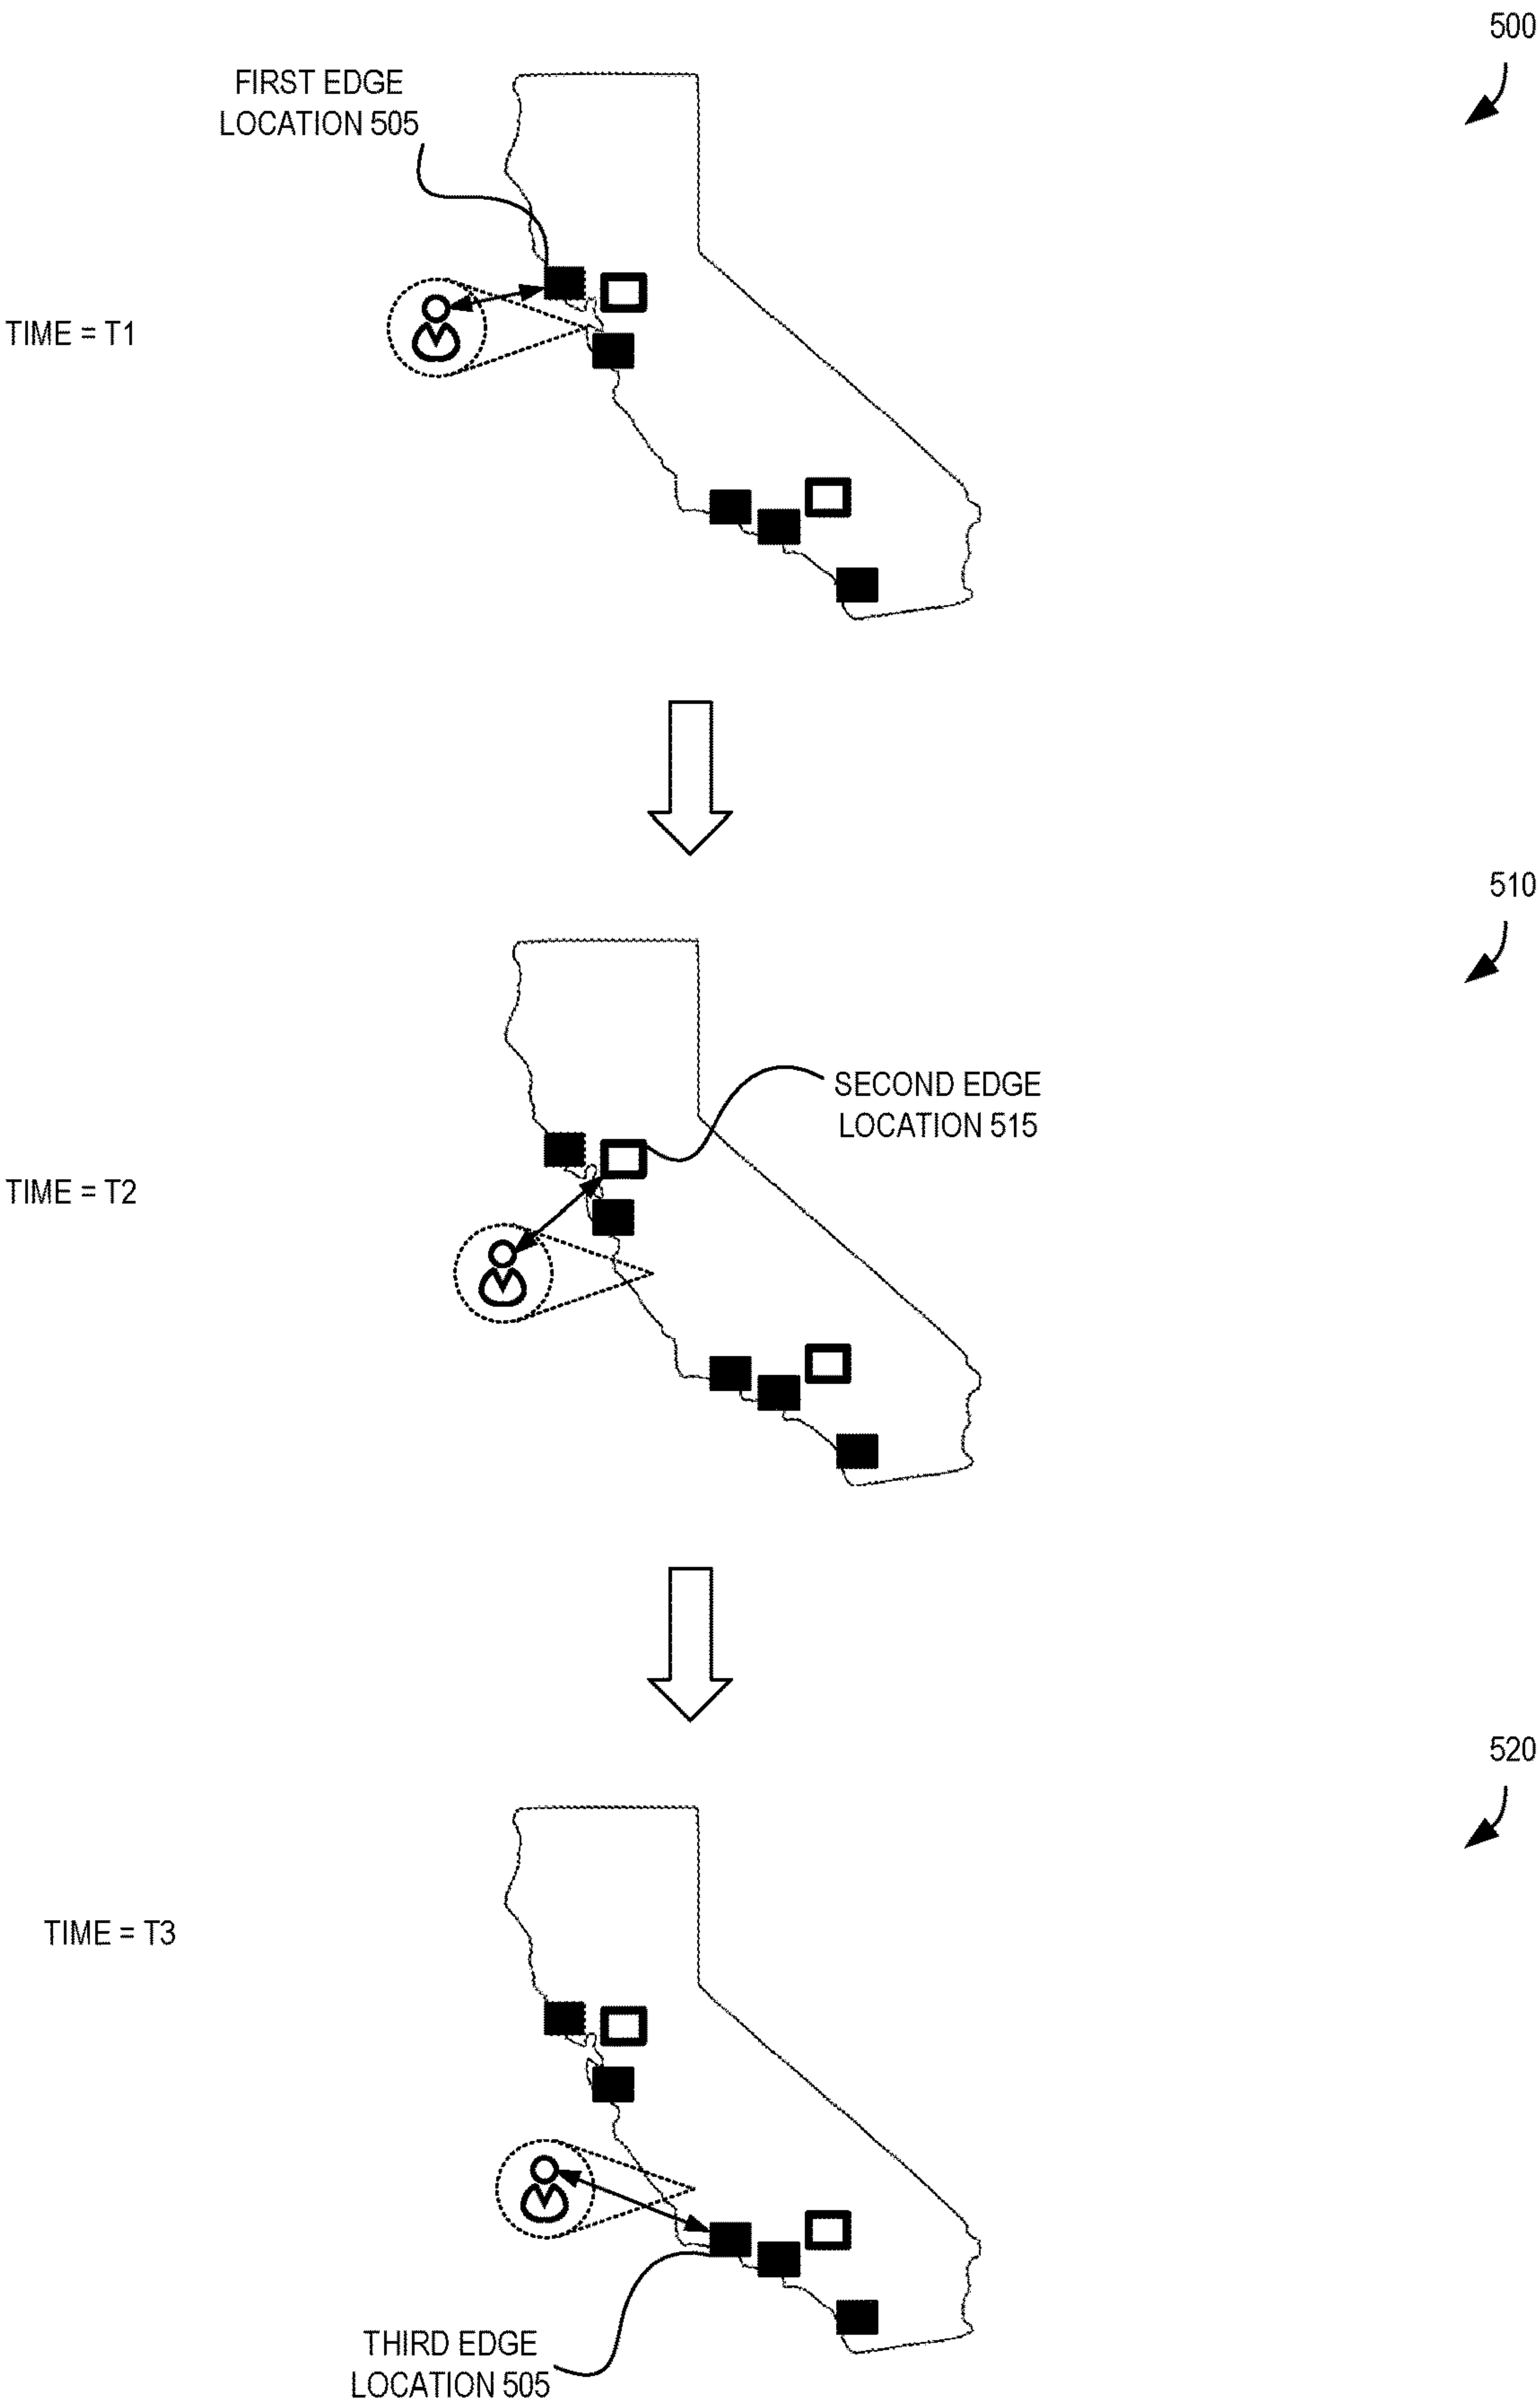 500
FIRST EDGE
LOCATION 505
TIME = T1
510
SECOND EDGE
LOCATION 515
TIME = T2
520
TIME = T3
THIRD EDGE
LOCATION 505